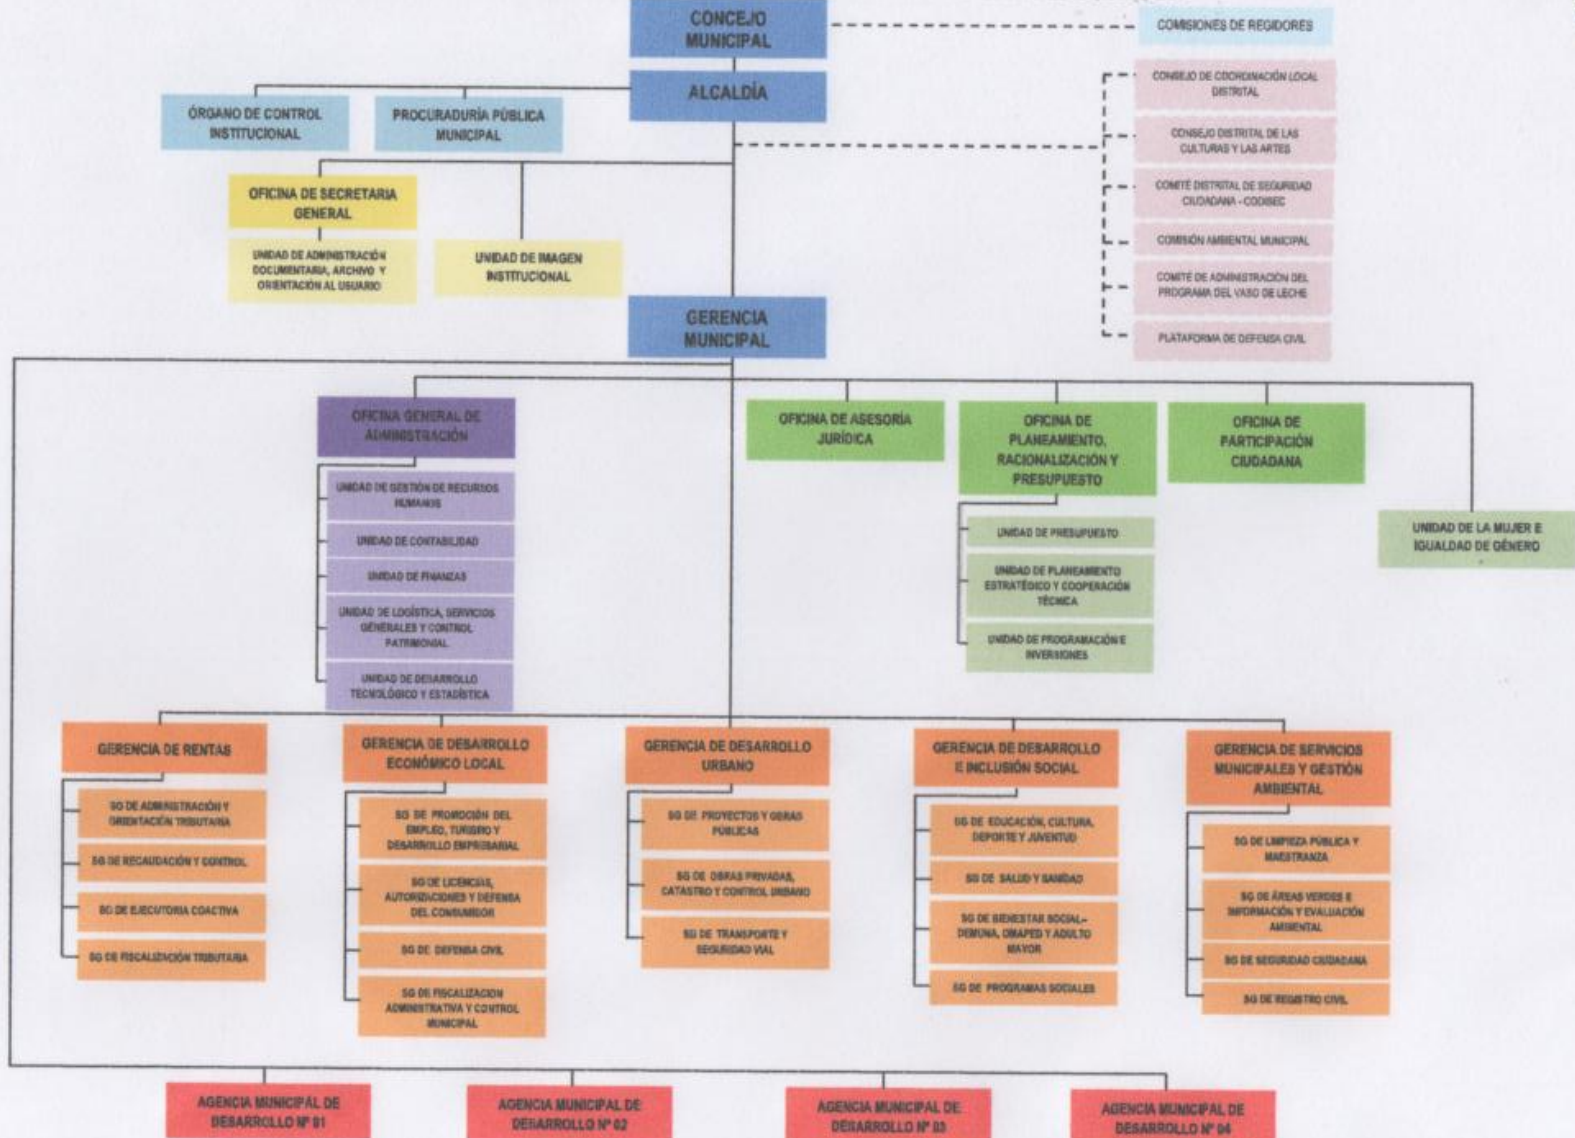 CONCEJO
MUNICIPAL
COMISIONES DE REGIDORES
ALCALDÍA
CONSEJO DE COORDINACIÓN LOCAL
DISTRITAL
CONSEJO DISTRITAL DE LAS
CULTURAS Y LAS ARTES
COMITÉ DISTRITAL DE SEGURIDAD
CIUDADANA - CODISEC
COMISIÓN AMBIENTAL MUNICIPAL
COMITÉ DE ADMINISTRACIÓN DEL
PROGRAMA DEL VASO DE LECHE
PLATAFORMA DE DEFENSA CIVIL
ÓRGANO DE CONTROL
INSTITUCIONAL
PROCURADURÍA PÚBLICA
MUNICIPAL
OFICINA DE SECRETARIA
GENERAL
UNIDAD DE ADMINISTRACIÓN
DOCUMENTARIA, ARCHIVO Y
ORIENTACIÓN AL USUARIO
UNIDAD DE IMAGEN
INSTITUCIONAL
GERENCIA
MUNICIPAL
OFICINA GENERAL DE
ADMINISTRACIÓN
UNIDAD DE GESTIÓN DE RECURSOS
HUMANOS
UNIDAD DE CONTABILIDAD
UNIDAD DE FINANZAS
UNIDAD DE LOGÍSTICA, SERVICIOS
GENERALES Y CONTROL
PATRIMONIAL
UNIDAD DE DESARROLLO
TECNOLÓGICO Y ESTADÍSTICA
OFICINA DE ASESORÍA
JURÍDICA
OFICINA DE
PLANEAMIENTO,
RACIONALIZACIÓN Y
PRESUPUESTO
UNIDAD DE PRESUPUESTO
UNIDAD DE PLANEAMIENTO
ESTRATÉGICO Y COOPERACIÓN
TÉCNICA
UNIDAD DE PROGRAMACIÓN E
INVERSIONES
OFICINA DE
PARTICIPACIÓN
CIUDADANA
UNIDAD DE LA MUJER E
IGUALDAD DE GÉNERO
GERENCIA DE RENTAS
SG DE ADMINISTRACIÓN Y
ORIENTACIÓN TRIBUTARIA
SG DE RECAUDACIÓN Y CONTROL
SG DE EJECUTORIA COACTIVA
SG DE FISCALIZACIÓN TRIBUTARIA
GERENCIA DE DESARROLLO
ECONÓMICO LOCAL
SG DE PROMOCIÓN DEL
EMPLEO, TURISMO Y
DESARROLLO EMPRESARIAL
SG DE LICENCIAS,
AUTORIZACIONES Y DEFENSA
DEL CONSUMIDOR
SG DE DEFENSA CIVIL
SG DE FISCALIZACION
ADMINISTRATIVA Y CONTROL
MUNICIPAL
GERENCIA DE DESARROLLO
URBANO
SG DE PROYECTOS Y OBRAS
PÚBLICAS
SG DE OBRAS PRIVADAS,
CATASTRO Y CONTROL URBANO
SG DE TRANSPORTE Y
SEGURIDAD VIAL
GERENCIA DE DESARROLLO
E INCLUSIÓN SOCIAL
SG DE EDUCACIÓN, CULTURA,
DEPORTE Y JUVENTUD
SG DE SALUD Y SANIDAD
SG DE BIENESTAR SOCIAL-
DEMUNA, OMAPED Y ADULTO
MAYOR
SG DE PROGRAMAS SOCIALES
GERENCIA DE SERVICIOS
MUNICIPALES Y GESTIÓN
AMBIENTAL
SG DE LIMPIEZA PÚBLICA Y
MAESTRANZA
SG DE ÁREAS VERDES E
INFORMACIÓN Y EVALUACIÓN
AMBIENTAL
SG DE SEGURIDAD CIUDADANA
SG DE REGISTRO CIVIL
AGENCIA MUNICIPAL DE
DESARROLLO Nº 01
AGENCIA MUNICIPAL DE
DESARROLLO Nº 02
AGENCIA MUNICIPAL DE
DESARROLLO Nº 03
AGENCIA MUNICIPAL DE
DESARROLLO Nº 04